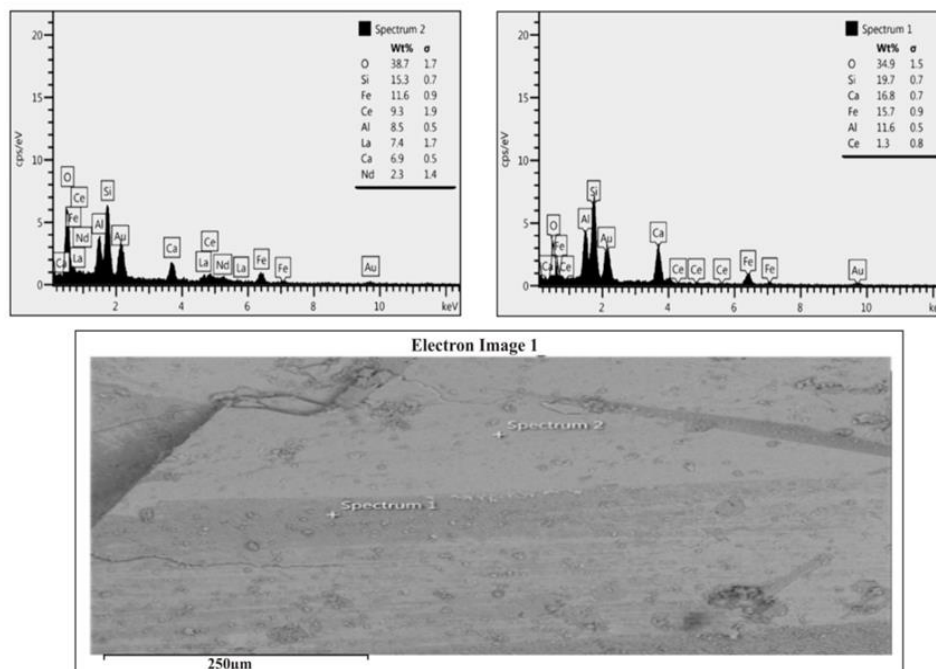 Spectrum 2
Wt% σ
O 38.7 1.7
Si 15.3 0.7
Fe 11.6 0.9
Ce 9.3 1.9
Al 8.5 0.5
La 7.4 1.7
Ca 6.9 0.5
Nd 2.3 1.4
cps/eV
20
15
10
5
0
O
Ce
Si
Fe
Nd
Al
Au
Ca
La
Ca
La
Ce
Nd
La
Fe
Fe
Au
2 4 6 8 10 keV
Spectrum 1
Wt% σ
O 34.9 1.5
Si 19.7 0.7
Ca 16.8 0.7
Fe 15.7 0.9
Al 11.6 0.5
Ce 1.3 0.8
cps/eV
20
15
10
5
0
O
Fe
Ca
Ce
Al
Si
Au
Ca
Ce
Ce
Ce
Fe
Fe
Au
2 4 6 8 10 ke
Electron Image 1
Spectrum 2
Spectrum 1
250µm